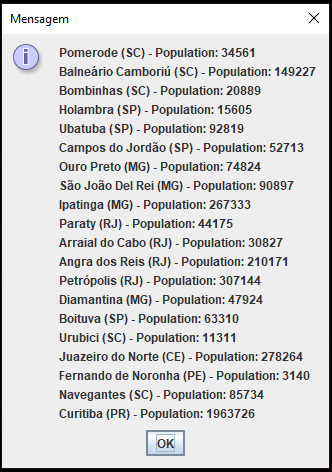 Mensagem
Pomerode (SC) - Population: 34561
Balneário Camboriú (SC) - Population: 149227
Bombinhas (SC) - Population: 20889
Holambra (SP) - Population: 15605
Ubatuba (SP) - Population: 92819
Campos do Jordão (SP) - Population: 52713
Ouro Preto (MG) - Population: 74824
São João Del Rei (MG) - Population: 90897
Ipatinga (MG) - Population: 267333
Paraty (RJ) - Population: 44175
Arraial do Cabo (RJ) - Population: 30827
Angra dos Reis (RJ) - Population: 210171
Petrópolis (RJ) - Population: 307144
Diamantina (MG) - Population: 47924
Boituva (SP) - Population: 63310
Urubici (SC) - Population: 11311
Juazeiro do Norte (CE) - Population: 278264
Fernando de Noronha (PE) - Population: 3140
Navegantes (SC) - Population: 85734
Curitiba (PR) - Population: 1963726
OK